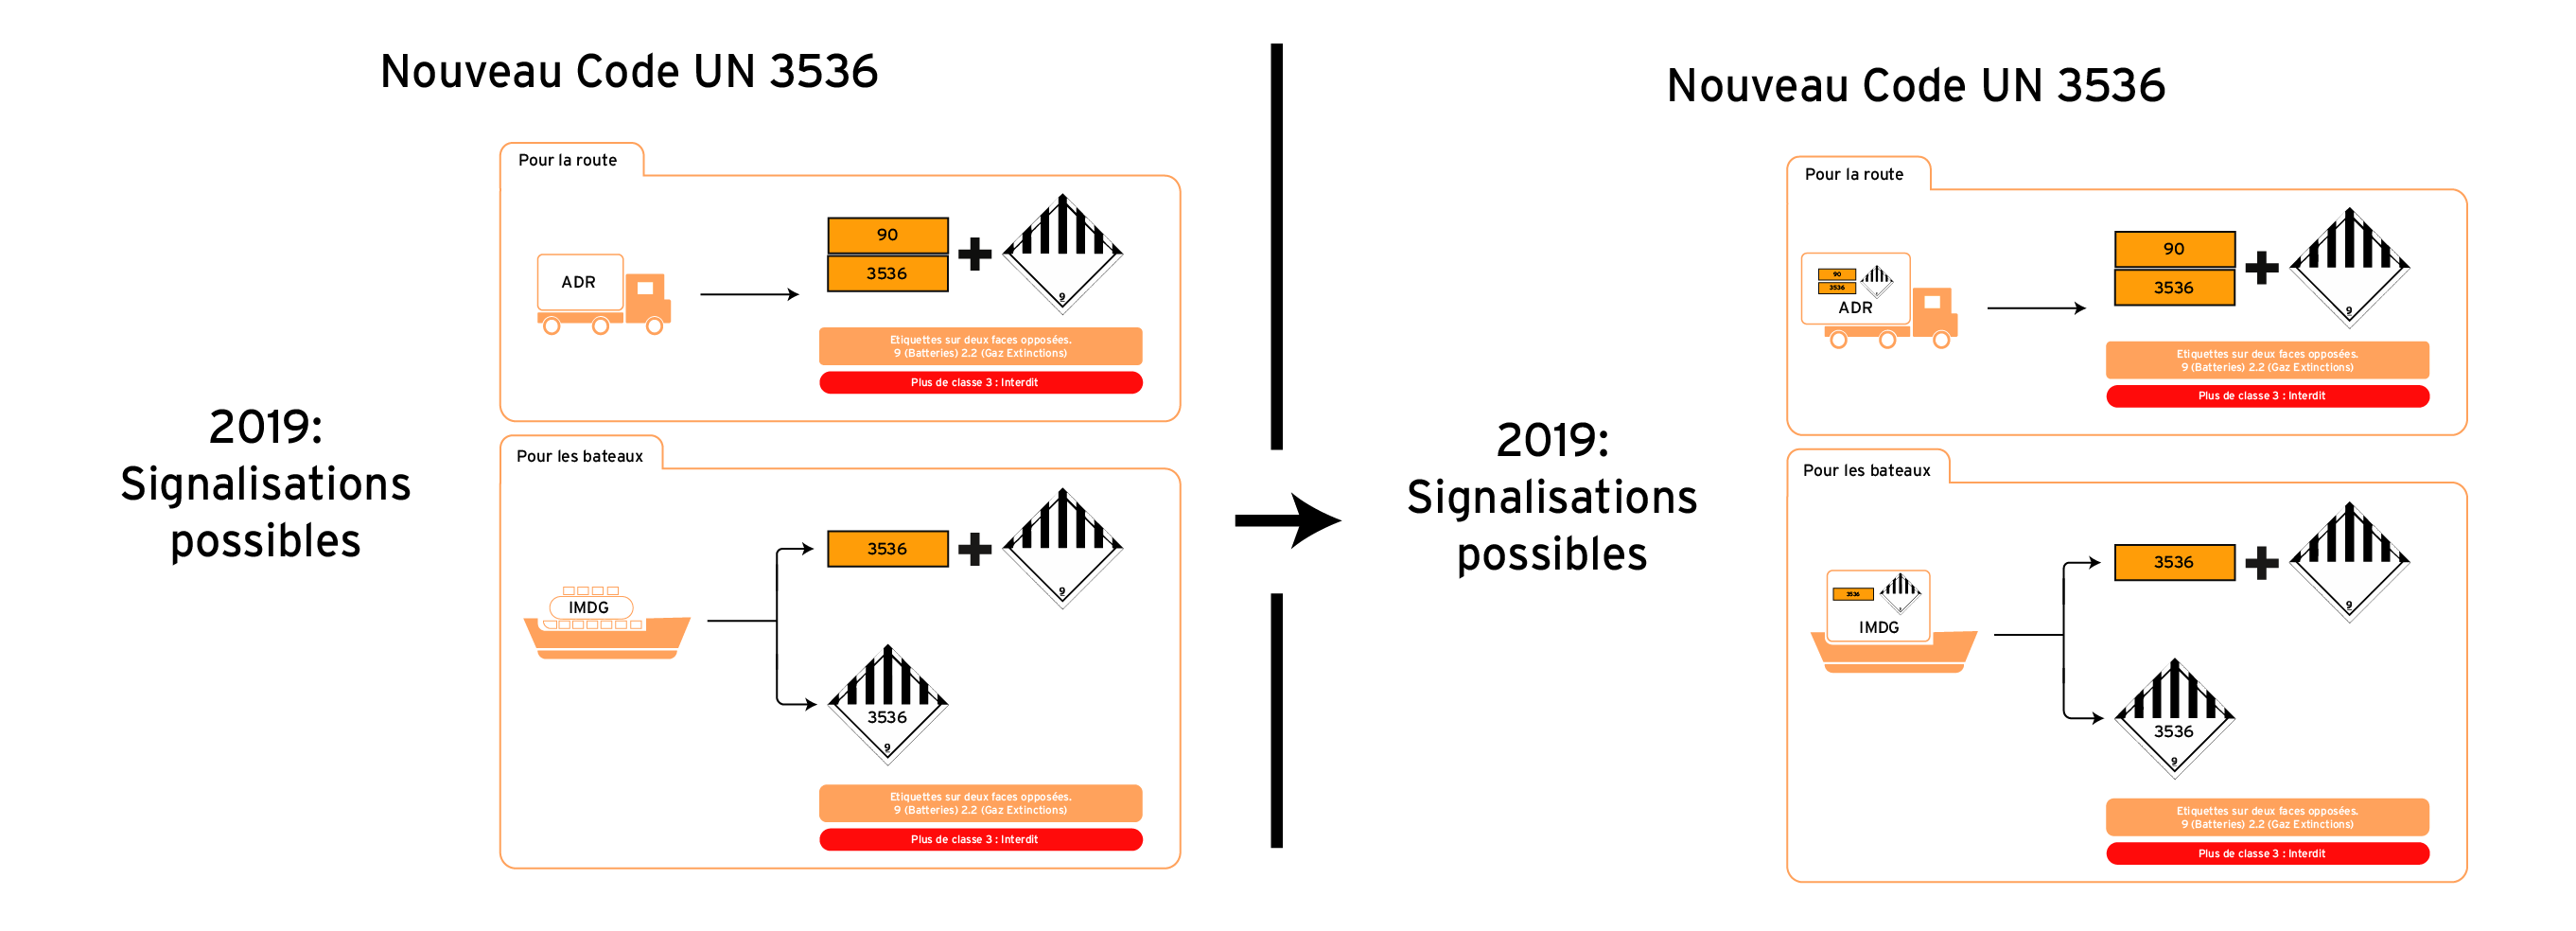 Nouveau Code UN 3536
Pour la route
ADR
90
3536
9
Etiquettes sur deux faces opposées.
9 (Batteries) 2.2 (Gaz Extinctions)
Plus de classe 3 : Interdit
2019:
Signalisations
possibles
Pour les bateaux
IMDG
3536
9
3536
9
Etiquettes sur deux faces opposées.
9 (Batteries) 2.2 (Gaz Extinctions)
Plus de classe 3 : Interdit
Nouveau Code UN 3536
Pour la route
90
3536
ADR
90
3536
9
Etiquettes sur deux faces opposées.
9 (Batteries) 2.2 (Gaz Extinctions)
Plus de classe 3 : Interdit
2019:
Signalisations
possibles
Pour les bateaux
3536
IMDG
3536
9
3536
9
Etiquettes sur deux faces opposées.
9 (Batteries) 2.2 (Gaz Extinctions)
Plus de classe 3 : Interdit